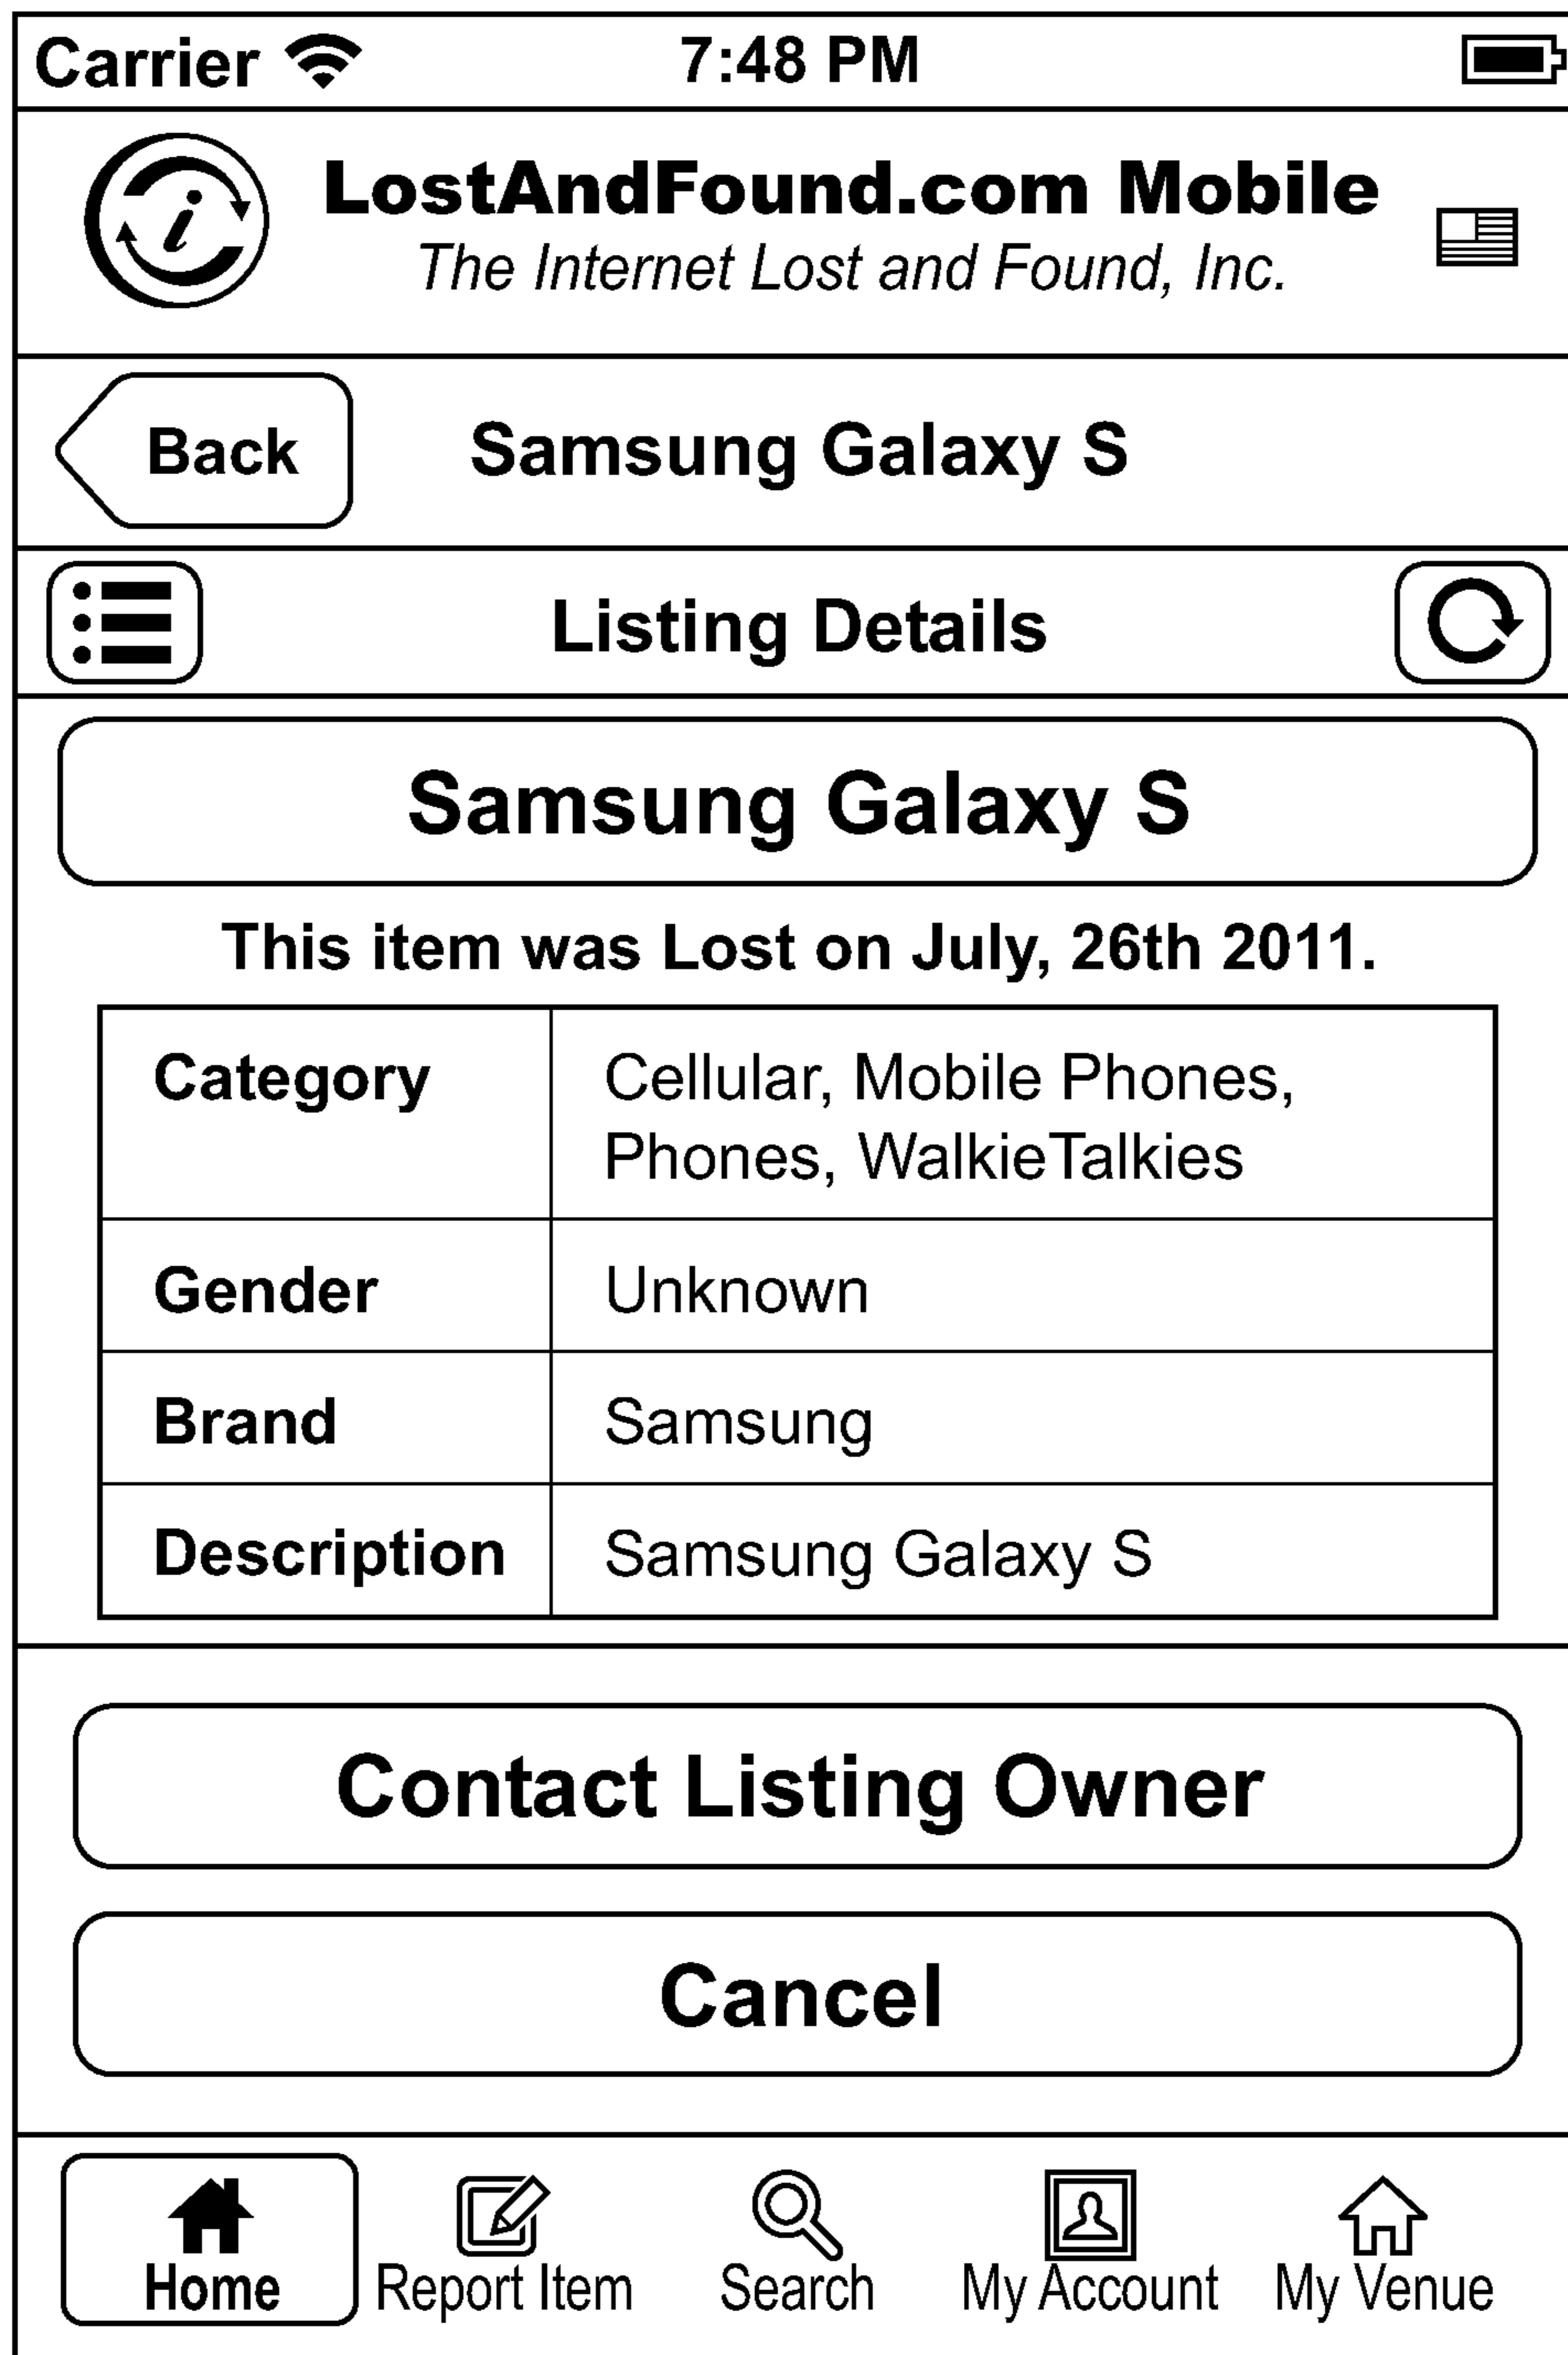 Carrier 7:48 PM
LostAndFound.com Mobile
The Internet Lost and Found, Inc.
Back Samsung Galaxy S
Listing Details
Samsung Galaxy S
This item was Lost on July, 26th 2011.
Category Cellular, Mobile Phones,
Phones, WalkieTalkies
Gender Unknown
Brand Samsung
Description Samsung Galaxy S
Contact Listing Owner
Cancel
Home Report Item Search My Account My Venue